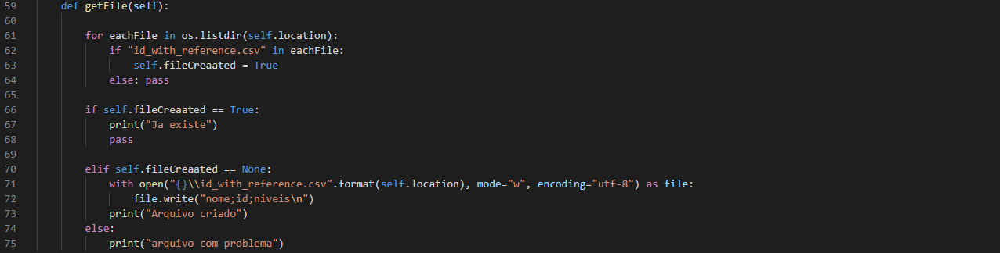 59 def getFile(self):
60
61 for eachFile in os.listdir(self.location):
62 if "id_with_reference.csv" in eachFile:
63 self.fileCreaated = True
64 else: pass
65
66 if self.fileCreaated == True:
67 print("Ja existe")
68 pass
69
70 elif self.fileCreaated == None:
71 with open("{}\\id_with_reference.csv".format(self.location), mode="w", encoding="utf-8") as file:
72 file.write("nome;id;niveis\n")
73 print("Arquivo criado")
74 else:
75 print("arquivo com problema")